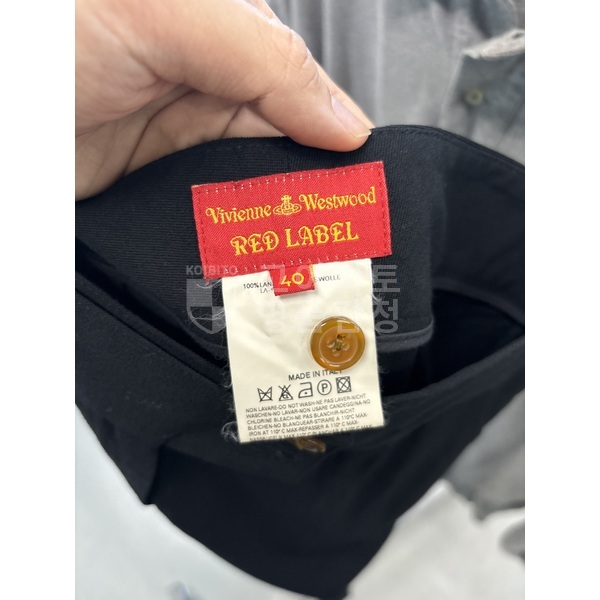 Vivienne Westwood
RED LABEL
40
100% LAN
WOLLE
MADE IN ITALY
NON LAVARE-DO NOT WASH-NE PAS LAVER-NICHT
WASCHEN-NO LAVAR-NON USARE CANDEGGINA-NO
CHLORINE BLEACH-NE PAS BLANCHIR-NICHT
BLEICHEN-NO BLANQUEAR-STIRARE A 110° C MAX-
IRON AT 110° C MAX-REPASSER A 110° C MAX-